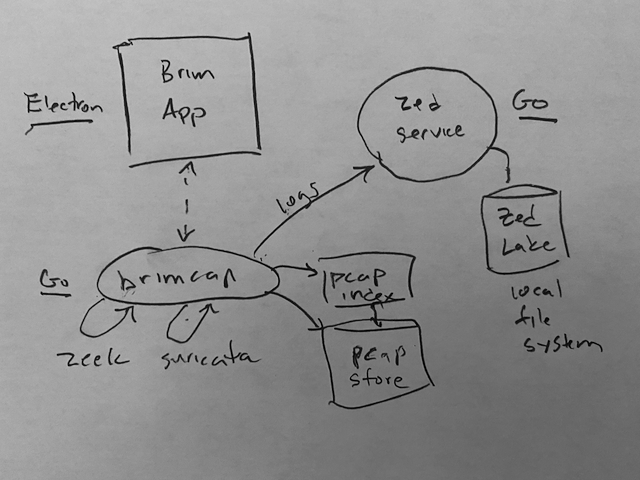 Brim
App
Electron
Zed
service
Go
logs
Zed
Lake
local
file
system
Go
brimcap
pcap
index
zeek
suricata
pcap
store